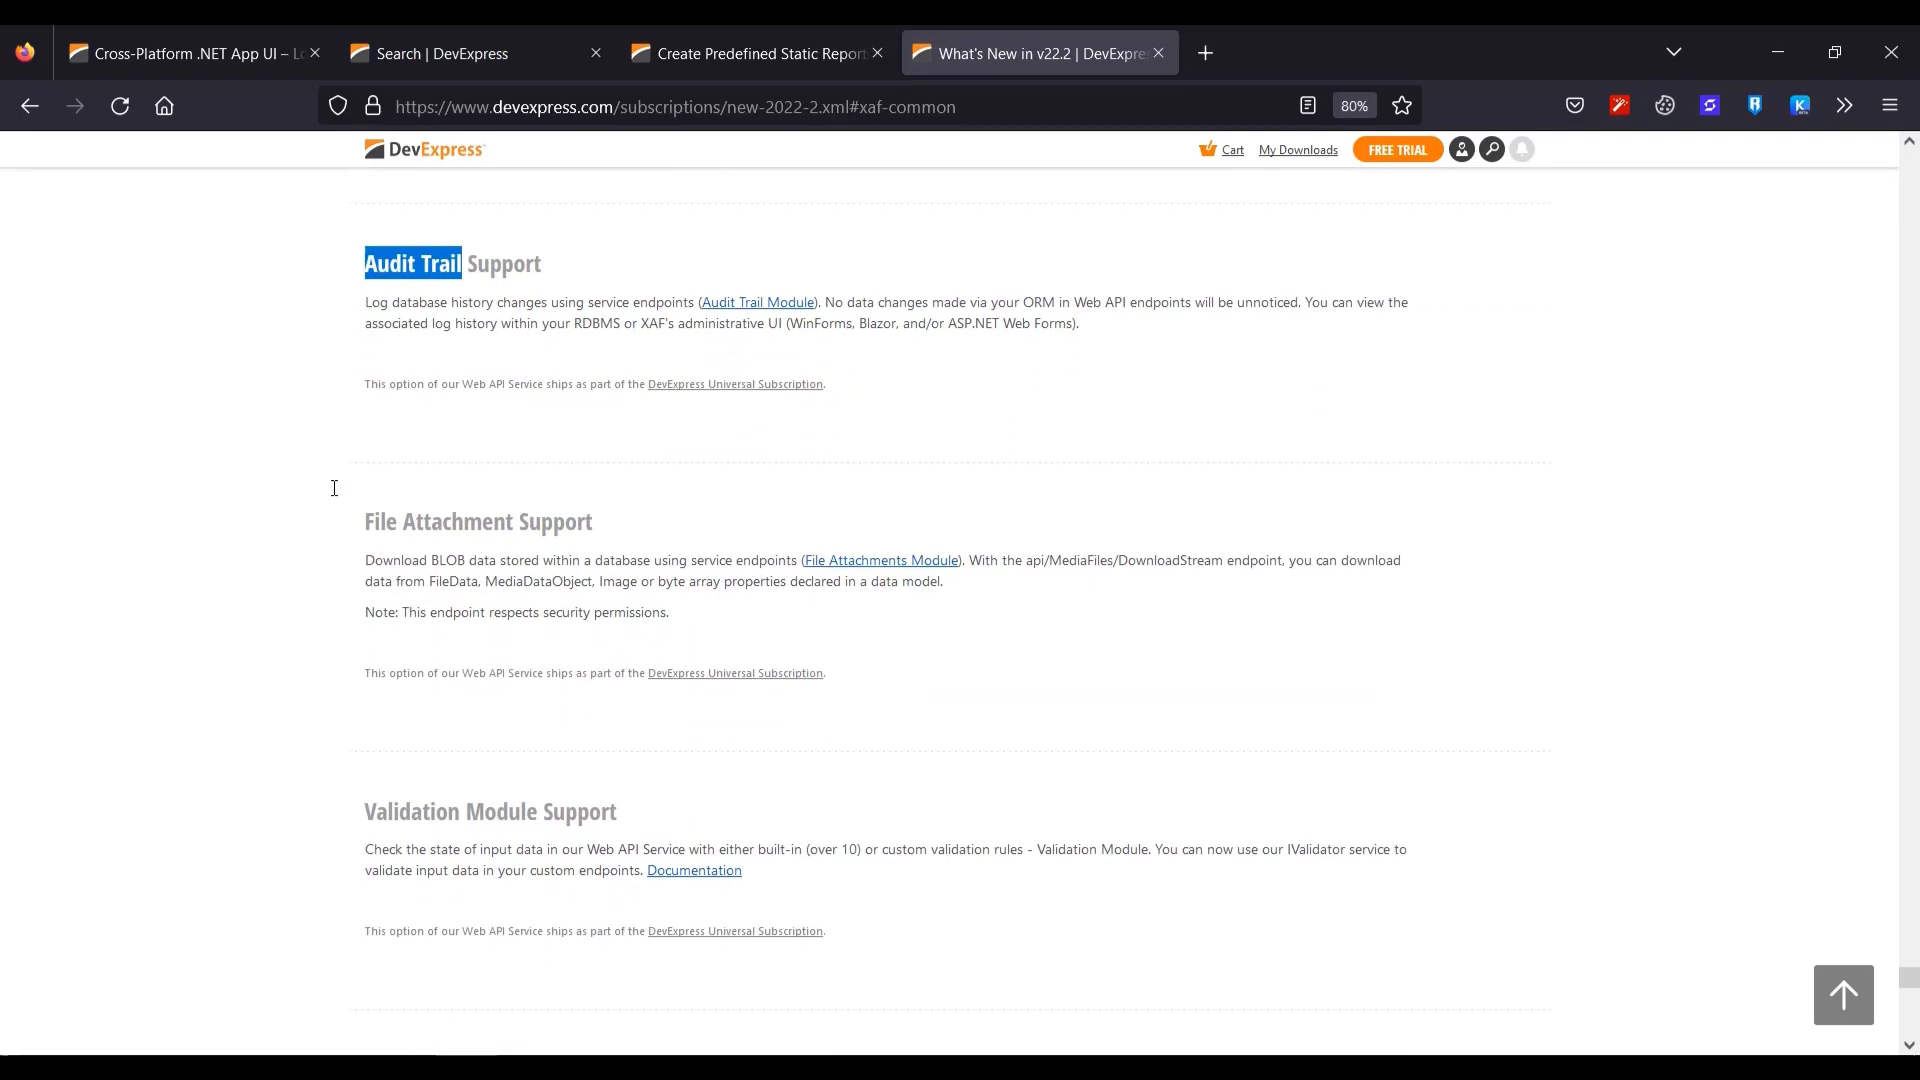 Cross-Platform .NET App UI – Lo
Search | DevExpress
Create Predefined Static Report
What's New in v22.2 | DevExpre
https://www.devexpress.com/subscriptions/new-2022-2.xml#xaf-common
80%
DevExpress
Cart
My Downloads
FREE TRIAL
Audit Trail Support
Log database history changes using service endpoints (Audit Trail Module). No data changes made via your ORM in Web API endpoints will be unnoticed. You can view the
associated log history within your RDBMS or XAF's administrative UI (WinForms, Blazor, and/or ASP.NET Web Forms).
This option of our Web API Service ships as part of the DevExpress Universal Subscription.
File Attachment Support
Download BLOB data stored within a database using service endpoints (File Attachments Module). With the api/MediaFiles/DownloadStream endpoint, you can download
data from FileData, MediaDataObject, Image or byte array properties declared in a data model.
Note: This endpoint respects security permissions.
This option of our Web API Service ships as part of the DevExpress Universal Subscription.
Validation Module Support
Check the state of input data in our Web API Service with either built-in (over 10) or custom validation rules - Validation Module. You can now use our IValidator service to
validate input data in your custom endpoints. Documentation
This option of our Web API Service ships as part of the DevExpress Universal Subscription.